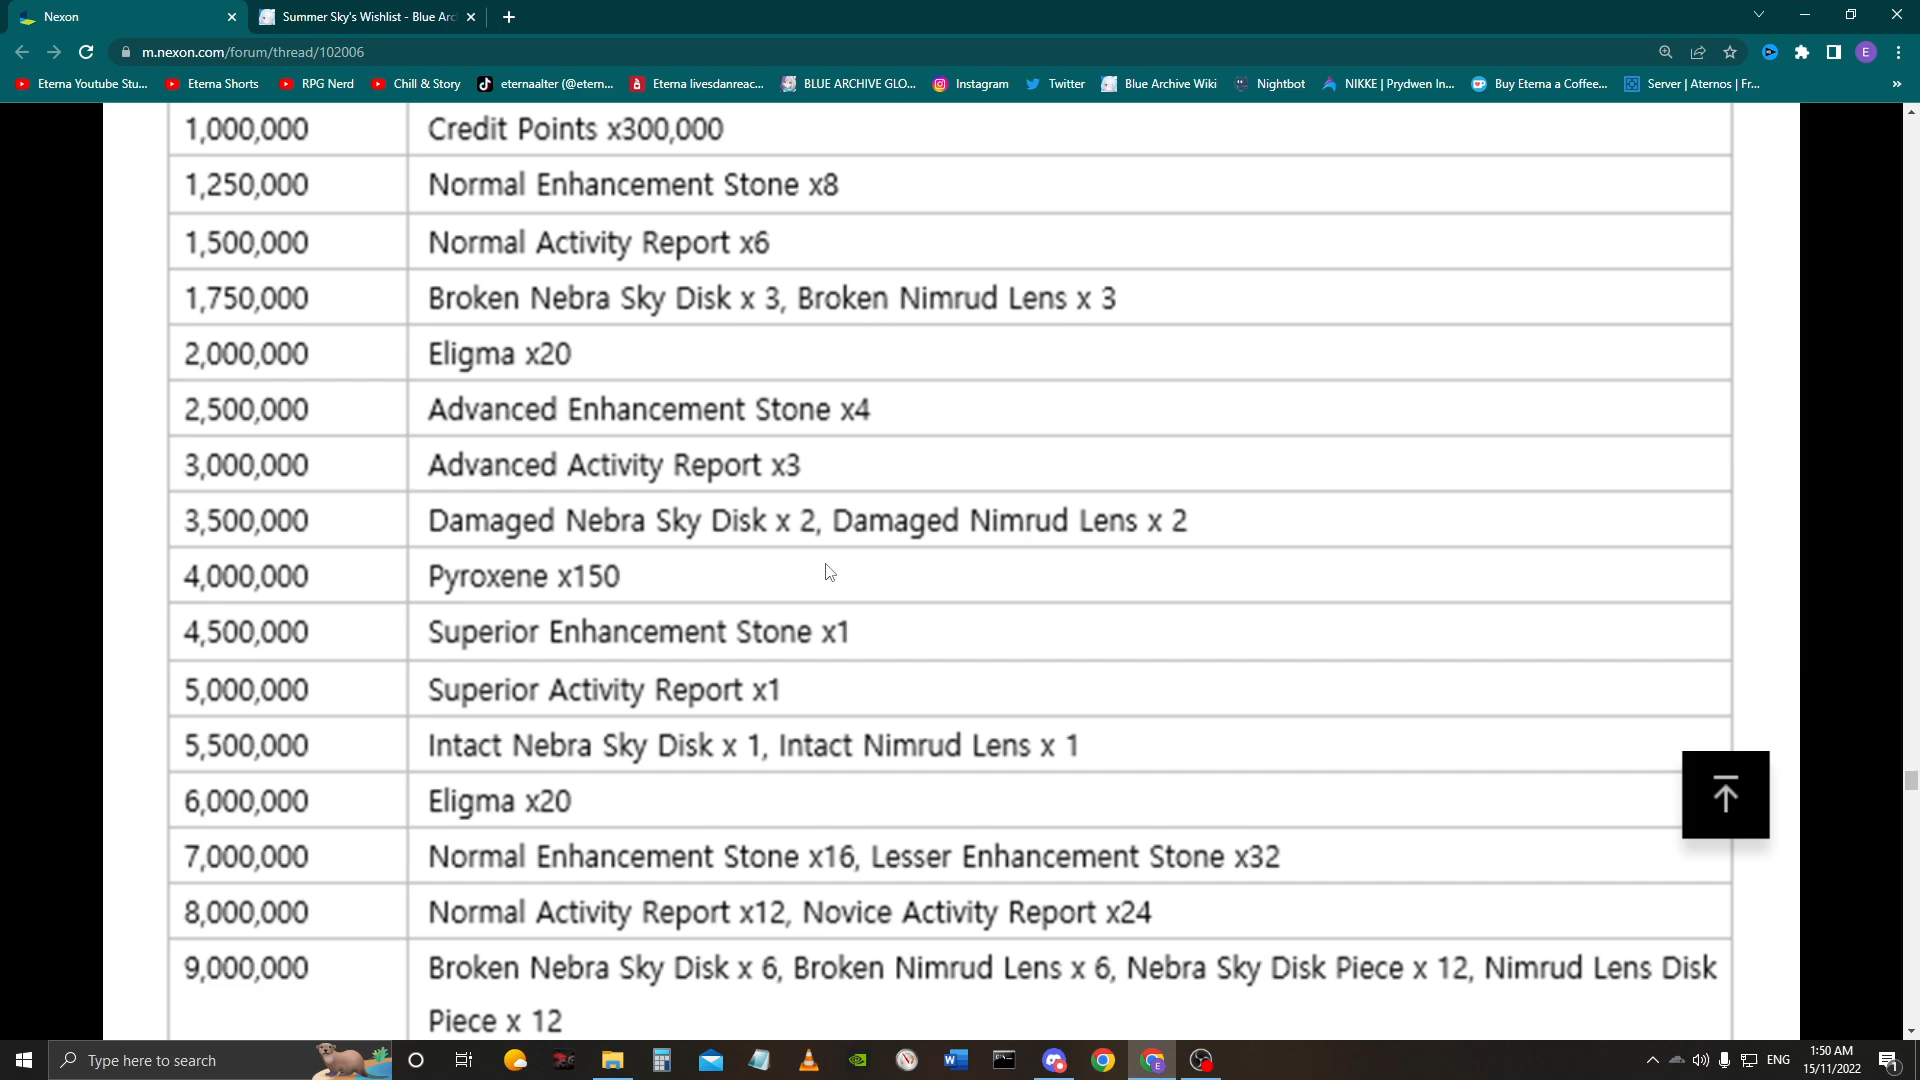 Nexon
Summer Sky's Wishlist - Blue Arc
m.nexon.com/forum/thread/102006
E
Eterna Youtube Stu...
Eterna Shorts
RPG Nerd
Chill & Story
eternaalter (@etern...
Eterna livesdanreac...
BLUE ARCHIVE GLO...
Instagram
Twitter
Blue Archive Wiki
Nightbot
NIKKE | Prydwen In...
Buy Eterna a Coffee...
Server | Aternos | Fr...
»
1,000,000 Credit Points x300,000
1,250,000 Normal Enhancement Stone x8
1,500,000 Normal Activity Report x6
1,750,000 Broken Nebra Sky Disk x 3, Broken Nimrud Lens x 3
2,000,000 Eligma x20
2,500,000 Advanced Enhancement Stone x4
3,000,000 Advanced Activity Report x3
3,500,000 Damaged Nebra Sky Disk x 2, Damaged Nimrud Lens x 2
4,000,000 Pyroxene x150
4,500,000 Superior Enhancement Stone x1
5,000,000 Superior Activity Report x1
5,500,000 Intact Nebra Sky Disk x 1, Intact Nimrud Lens x 1
6,000,000 Eligma x20
7,000,000 Normal Enhancement Stone x16, Lesser Enhancement Stone x32
8,000,000 Normal Activity Report x12, Novice Activity Report x24
9,000,000 Broken Nebra Sky Disk x 6, Broken Nimrud Lens x 6, Nebra Sky Disk Piece x 12, Nimrud Lens Disk
Piece x 12
Type here to search
ENG
1:50 AM
15/11/2022
1